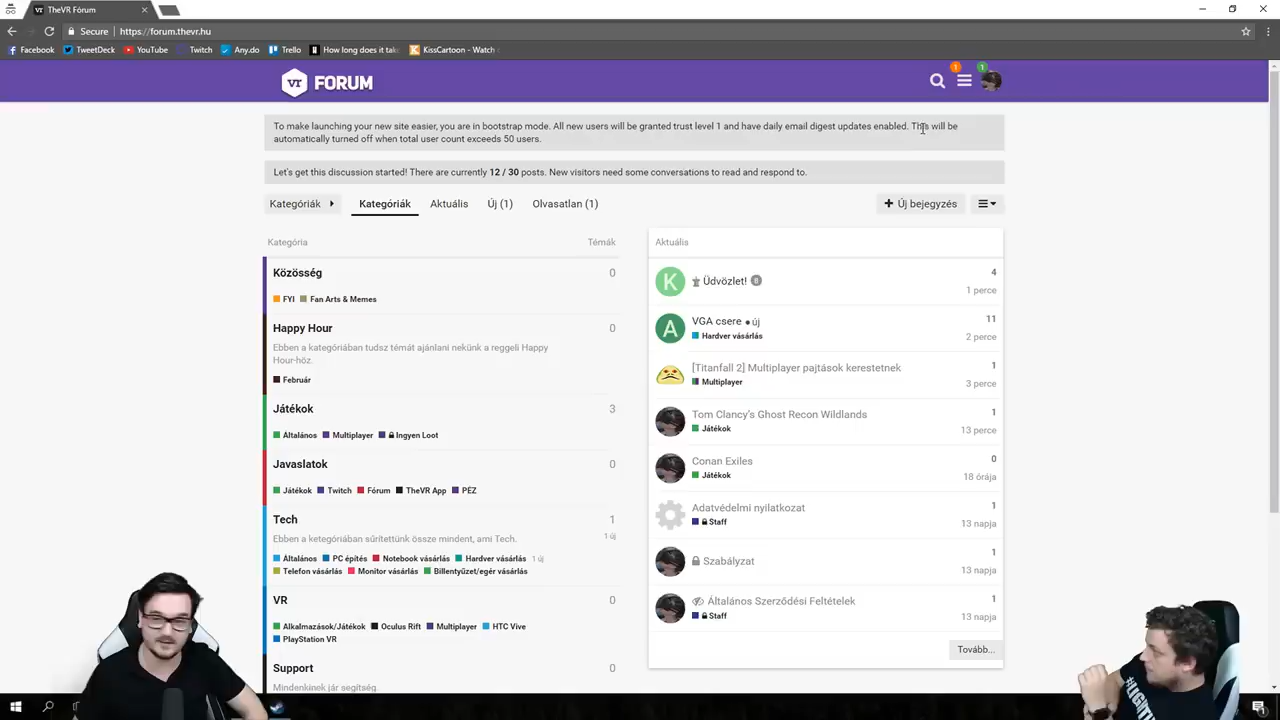 TheVR Fórum
Secure | https://forum.thevr.hu
Facebook TweetDeck YouTube Twitch Any.do Trello How long does it tak KissCartoon - Watch
vr FORUM
1 1
To make launching your new site easier, you are in bootstrap mode. All new users will be granted trust level 1 and have daily email digest updates enabled. This will be
automatically turned off when total user count exceeds 50 users.
Let's get this discussion started! There are currently 12 / 30 posts. New visitors need some conversations to read and respond to.
Kategóriák Kategóriák Aktuális Új (1) Olvasatlan (1) Új bejegyzés
Kategória Témák
Közösség 0
FYI Fan Arts & Memes
Happy Hour 0
Ebben a kategóriában tudsz témát ajánlani nekünk a reggeli Happy
Hour-höz.
Február
Játékok 3
Általános Multiplayer Ingyen Loot
Javaslatok 0
Játékok Twitch Fórum TheVR App PÉZ
Tech 1
Ebben a ketegóriában sűrítettünk össze mindent, ami Tech. 1 új
Általános PC építés Notebook vásárlás Hardver vásárlás 1 új
Telefon vásárlás Monitor vásárlás Billentyűzet/egér vásárlás
VR 0
Alkalmazások/Játékok Oculus Rift Multiplayer HTC Vive
PlayStation VR
Support 0
Mindenkinek jár segítség.
Aktuális
K Üdvözlet! 8 4
1 perce
A VGA csere új 11
Hardver vásárlás 2 perce
[Titanfall 2] Multiplayer pajtások kerestetnek 1
Multiplayer 3 perce
Tom Clancy's Ghost Recon Wildlands 1
Játékok 13 perce
Conan Exiles 0
Játékok 18 órája
Adatvédelmi nyilatkozat 1
Staff 13 napja
Szabályzat 1
13 napja
Általános Szerződési Feltételek 1
Staff 13 napja
Tovább...